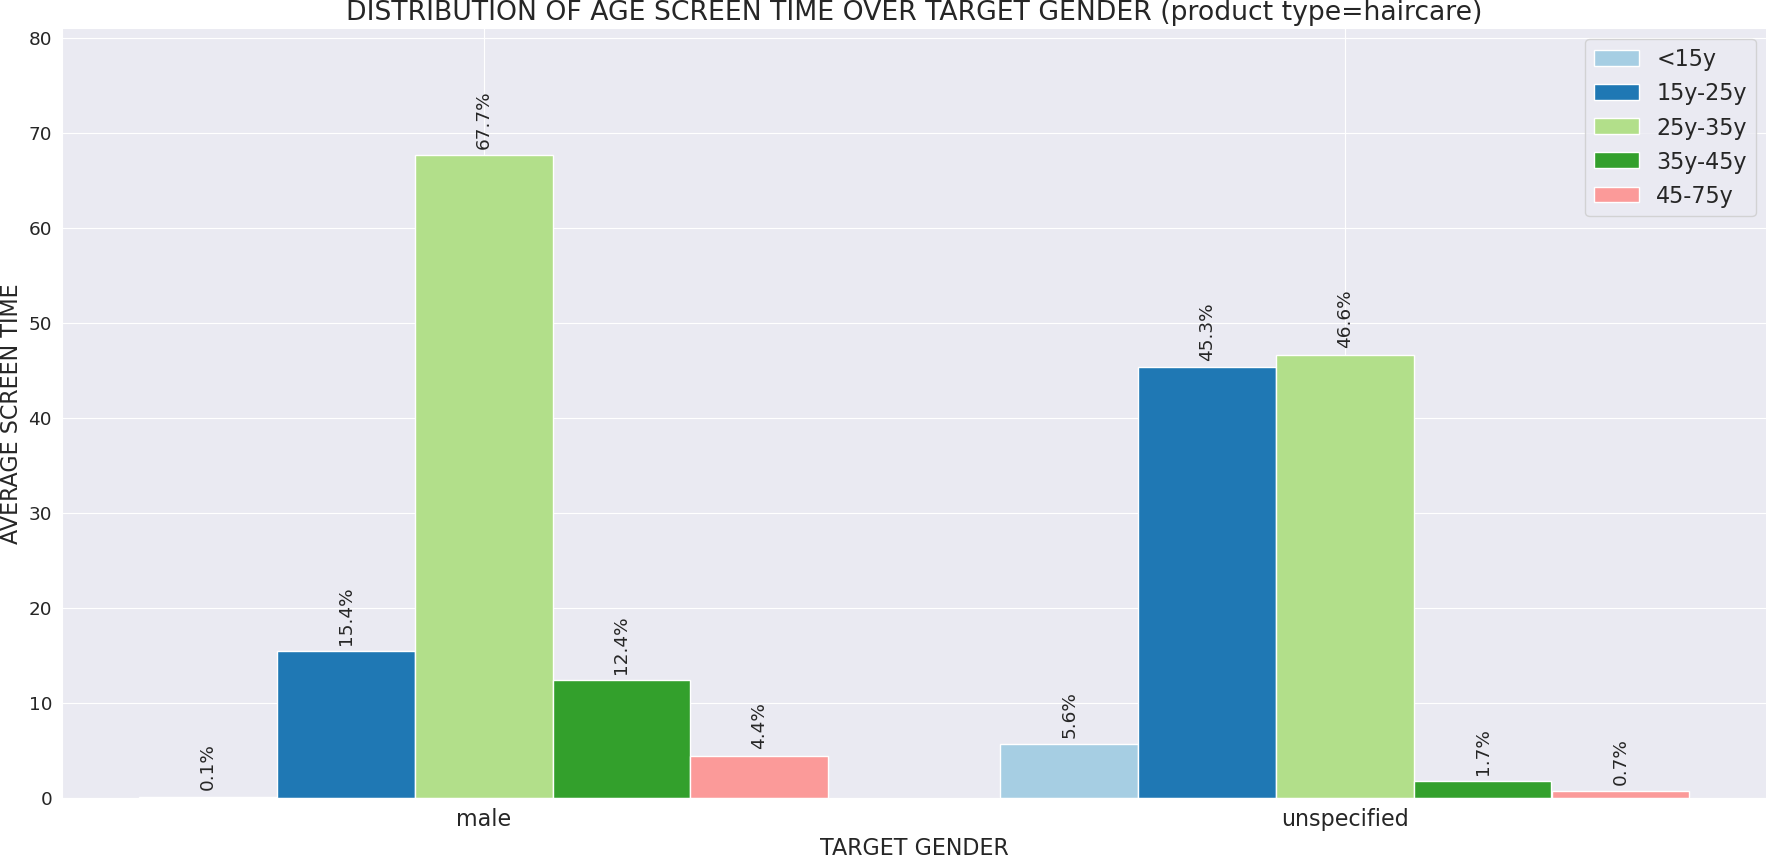 DISTRIBUTION OF AGE SCREEN TIME OVER TARGET GENDER (product type=haircare)
AVERAGE SCREEN TIME
80
70
60
50
40
30
20
10
0
0.1%
15.4%
67.7%
12.4%
4.4%
5.6%
45.3%
46.6%
1.7%
0.7%
<15y
15y-25y
25y-35y
35y-45y
45-75y
male
unspecified
TARGET GENDER